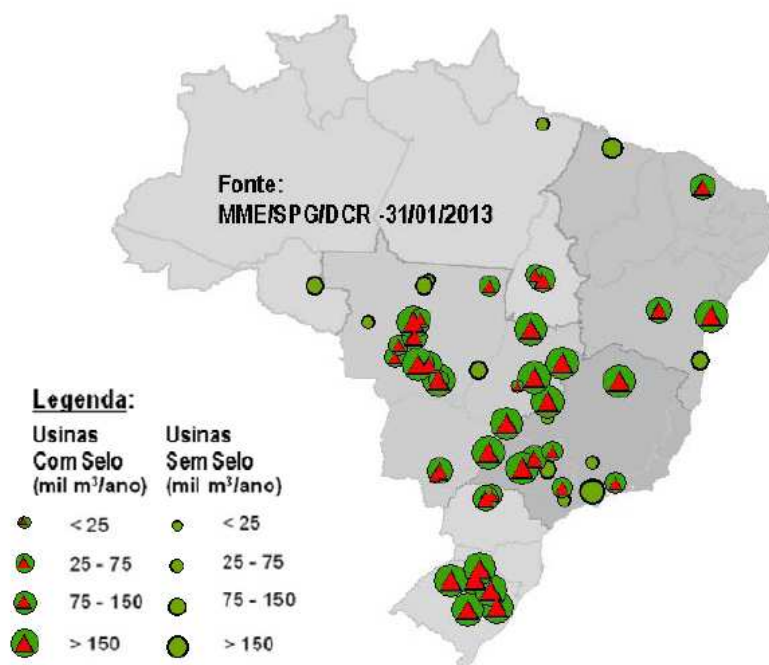 Fonte:
MME/SPG/DCR -31/01/2013
Legenda:
Usinas Com Selo (mil m³/ano)
Usinas Sem Selo (mil m³/ano)
< 25
< 25
25 - 75
25 - 75
75 - 150
75 - 150
> 150
> 150